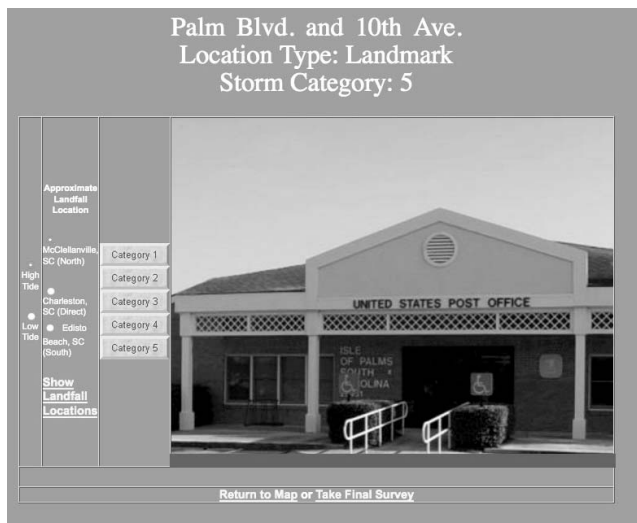 Palm Blvd. and 10th Ave.
Location Type: Landmark
Storm Category: 5
High
Tide
Low
Tide
Approximate
Landfall
Location
McClellanville,
SC (North)
Charleston,
SC (Direct)
Edisto
Beach, SC
(South)
Show
Landfall
Locations
Category 1
Category 2
Category 3
Category 4
Category 5
UNITED STATES POST OFFICE
ISLE
OF PALMS
SOUTH
Return to Map or Take Final Survey